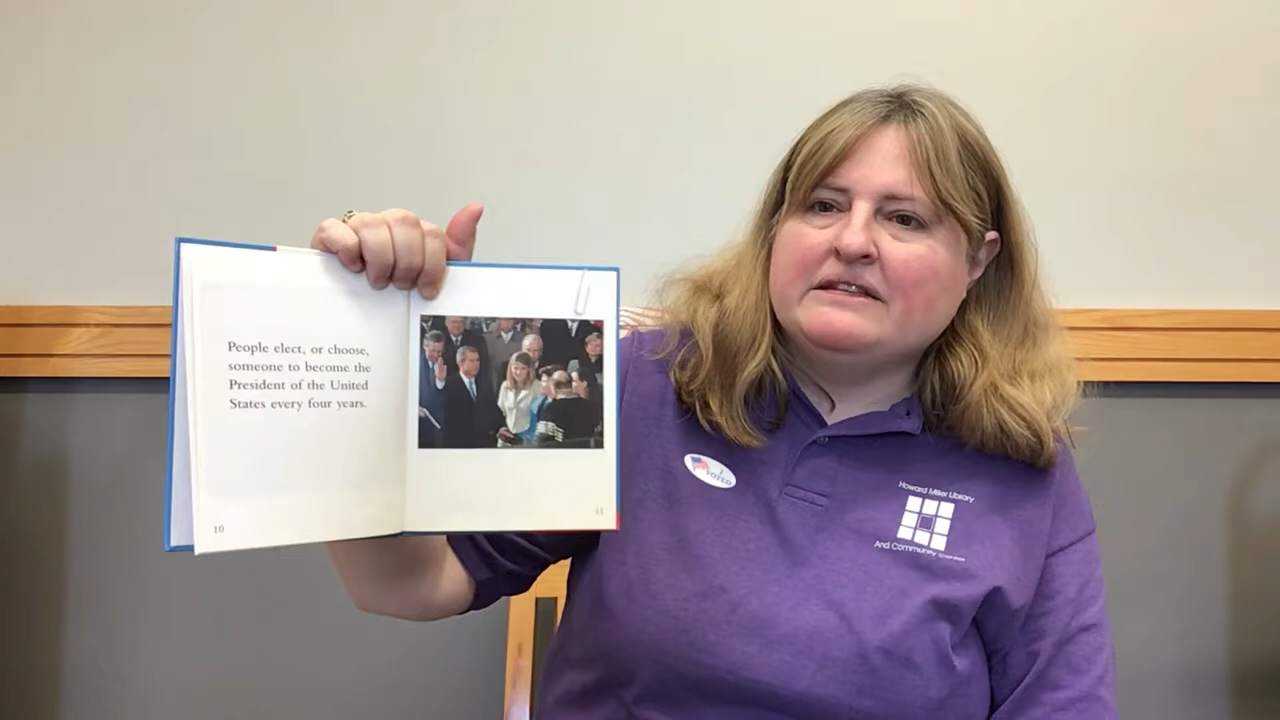 People elect, or choose,
someone to become the
President of the United
States every four years.
10
11
I
VOTED
Howard Miller Library
And Community Center